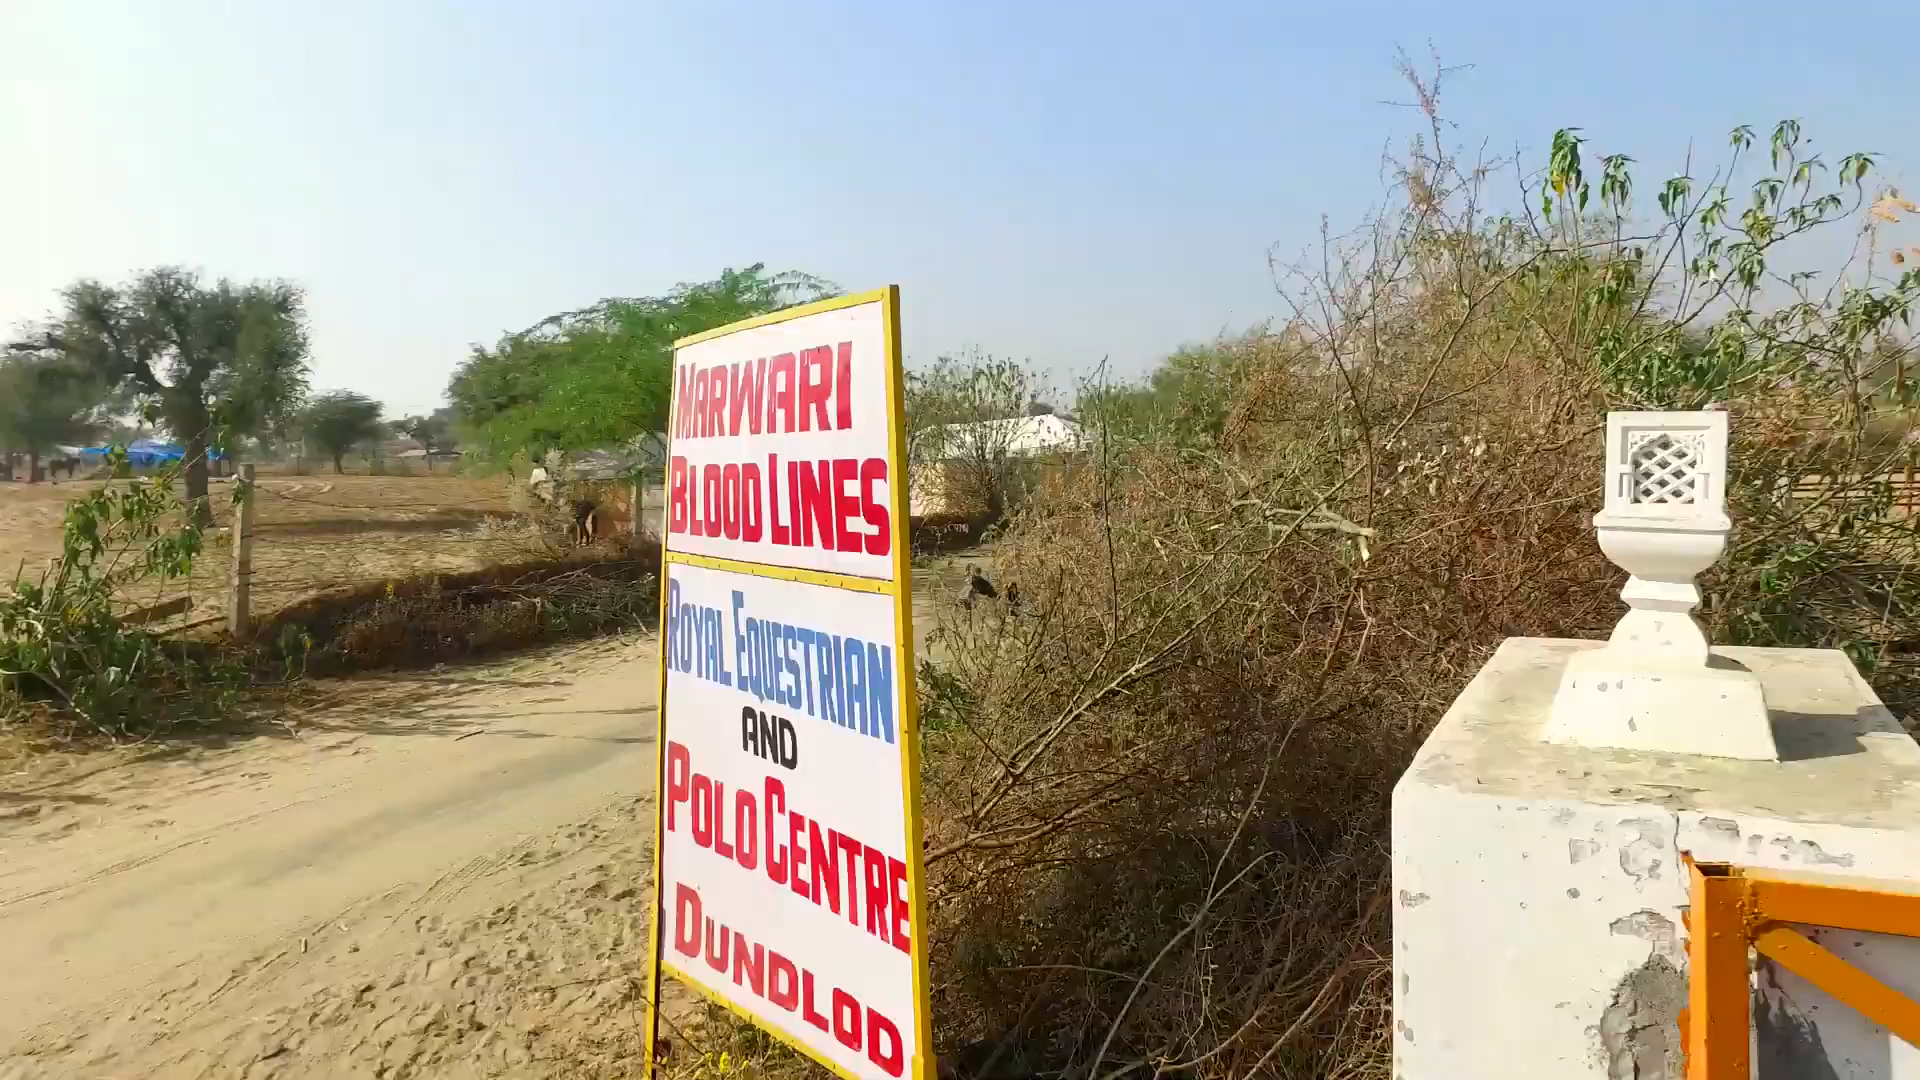 MARWARI
BLOOD LINES
ROYAL EQUESTRIAN
AND
POLO CENTRE
DUNDLOD